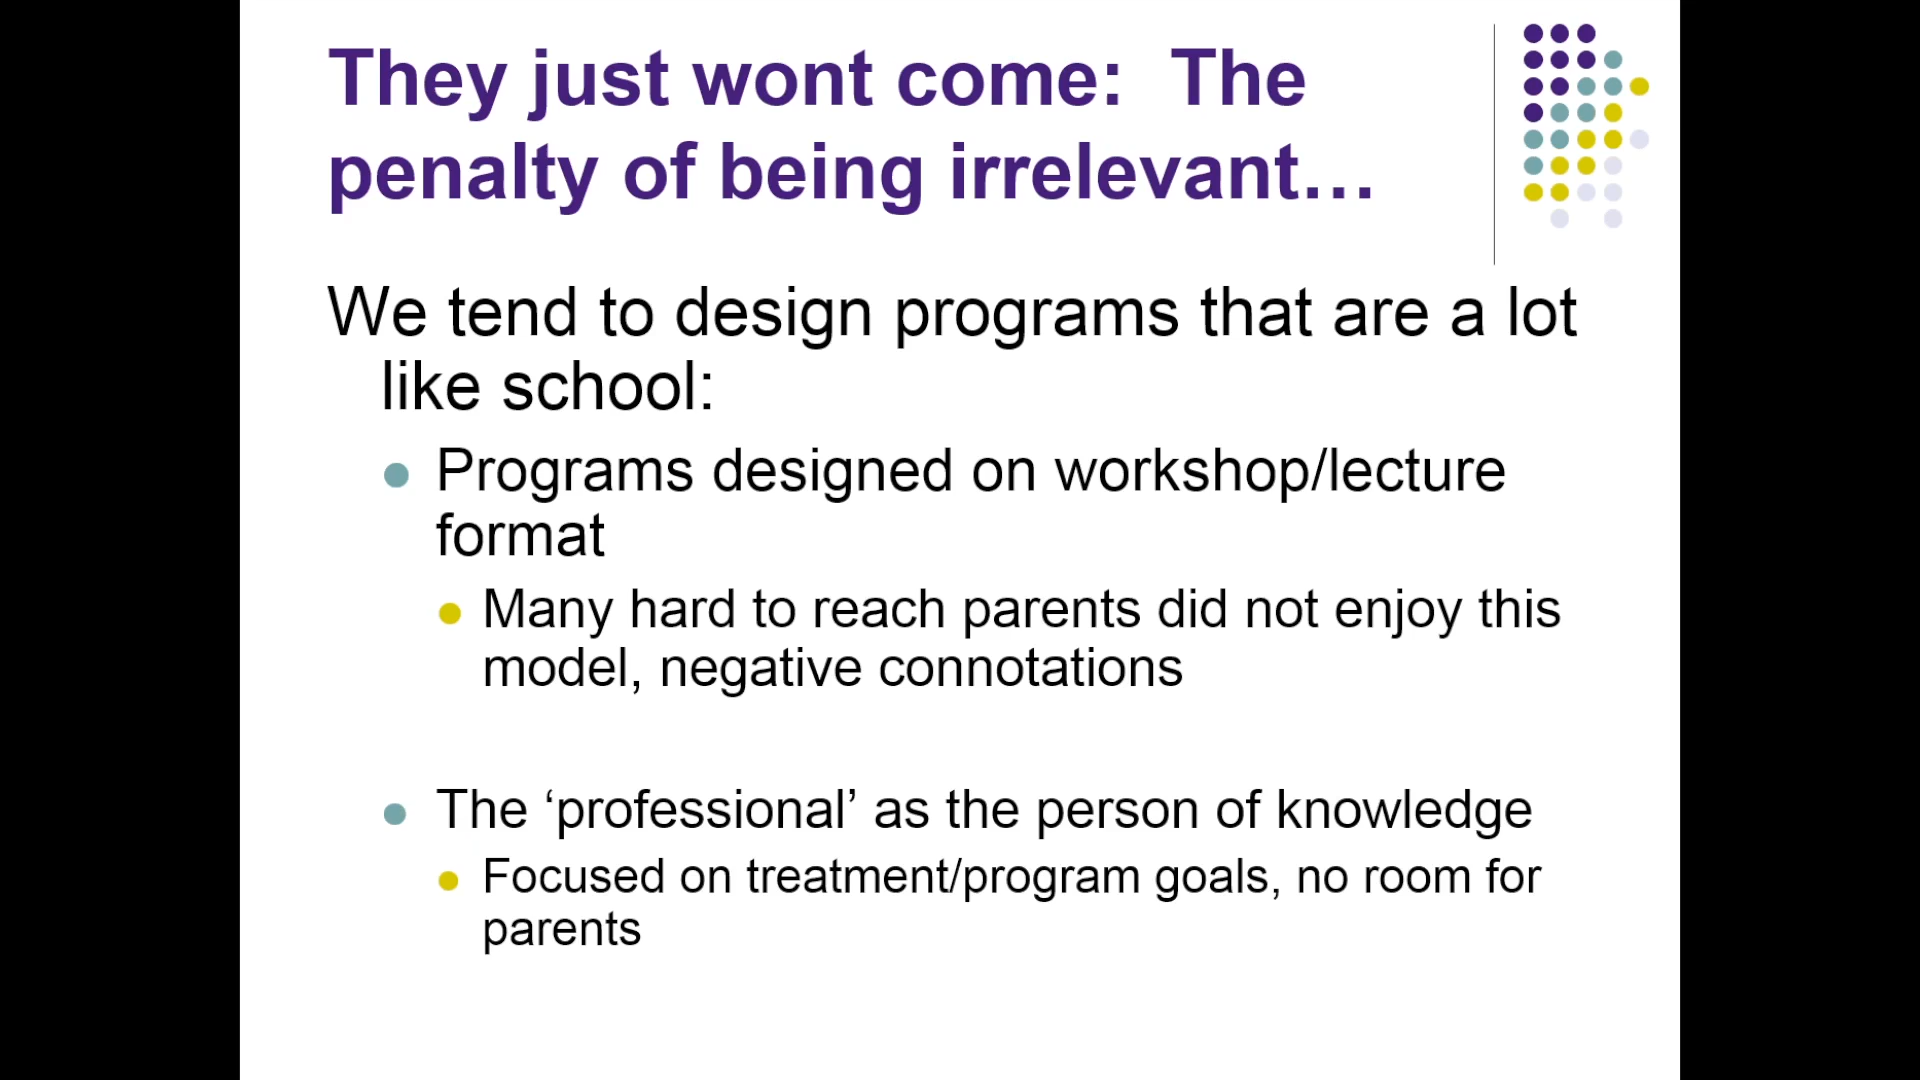 They just wont come:  The
penalty of being irrelevant…
We tend to design programs that are a lot
like school:
Programs designed on workshop/lecture
format
Many hard to reach parents did not enjoy this
model, negative connotations
The ‘professional’ as the person of knowledge
Focused on treatment/program goals, no room for
parents